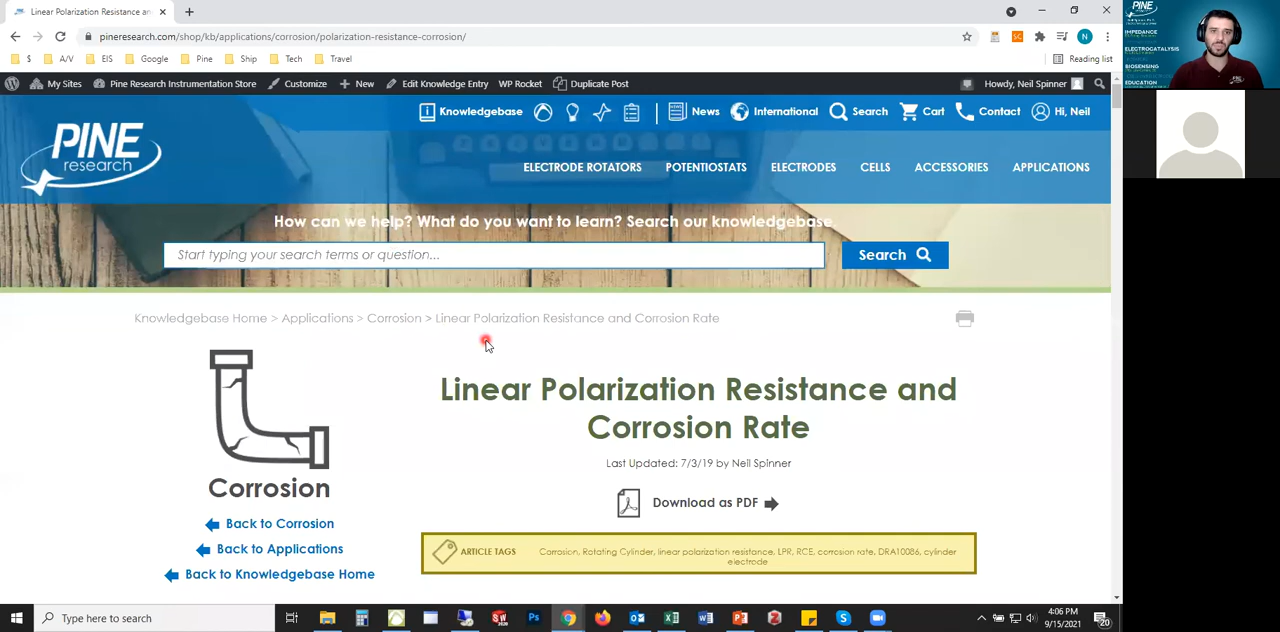 Linear Polarization Resistance an
pineresearch.com/shop/kb/applications/corrosion/polarization-resistance-corrosion/
$ A/V EIS Google Pine Ship Tech Travel Reading list
My Sites Pine Research Instrumentation Store Customize New Edit Knowledge Entry WP Rocket Duplicate Post Howdy, Neil Spinner
Knowledgebase News International Search Cart Contact Hi, Neil
PINE
research
ELECTRODE ROTATORS POTENTIOSTATS ELECTRODES CELLS ACCESSORIES APPLICATIONS
How can we help? What do you want to learn? Search our knowledgebase.
Start typing your search terms or question...
Search
Knowledgebase Home > Applications > Corrosion > Linear Polarization Resistance and Corrosion Rate
Linear Polarization Resistance and
Corrosion Rate
Last Updated: 7/3/19 by Neil Spinner
Download as PDF
Corrosion
Back to Corrosion
Back to Applications
Back to Knowledgebase Home
ARTICLE TAGS
Corrosion, Rotating Cylinder, linear polarization resistance, LPR, RCE, corrosion rate, DRA10086, cylinder
electrode
Type here to search
4:06 PM
9/15/2021
20
PINE
IMPEDANCE
ELECTROCATALYSIS
BIOSENSING
EDUCATION